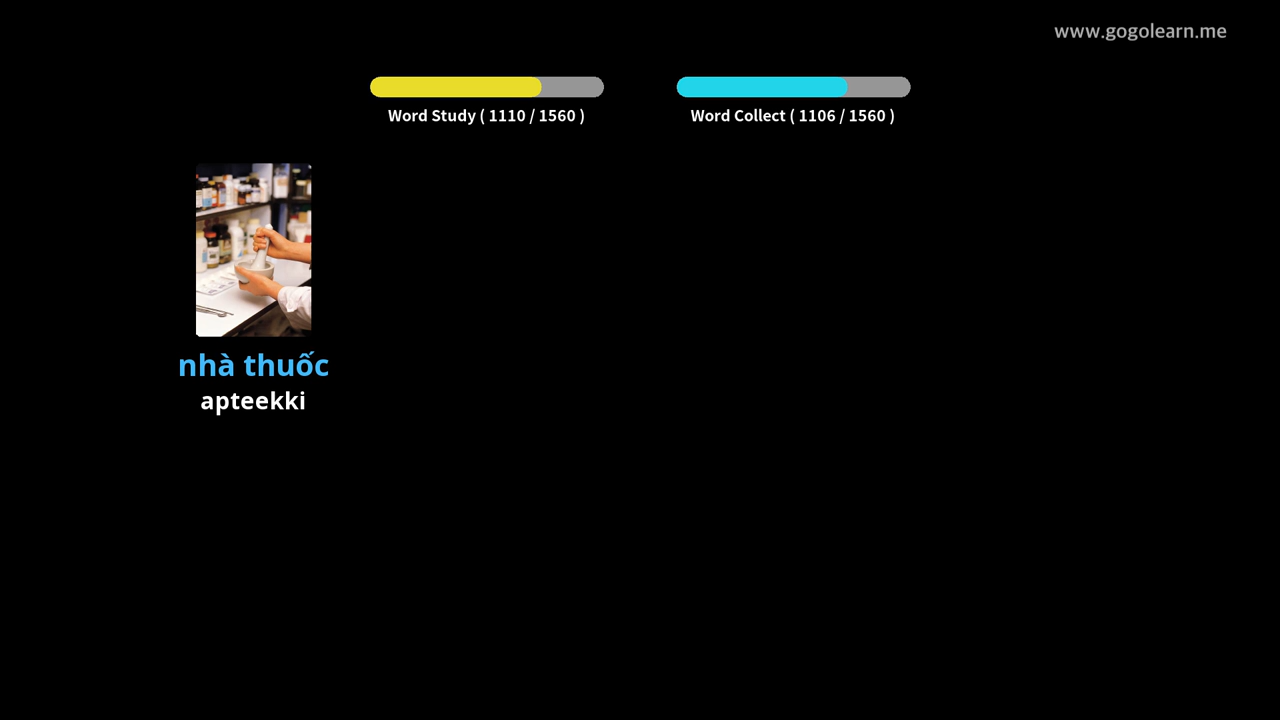 www.gogolearn.me
Word Study ( 1110 / 1560 )
Word Collect ( 1106 / 1560 )
nhà thuốc
apteekki